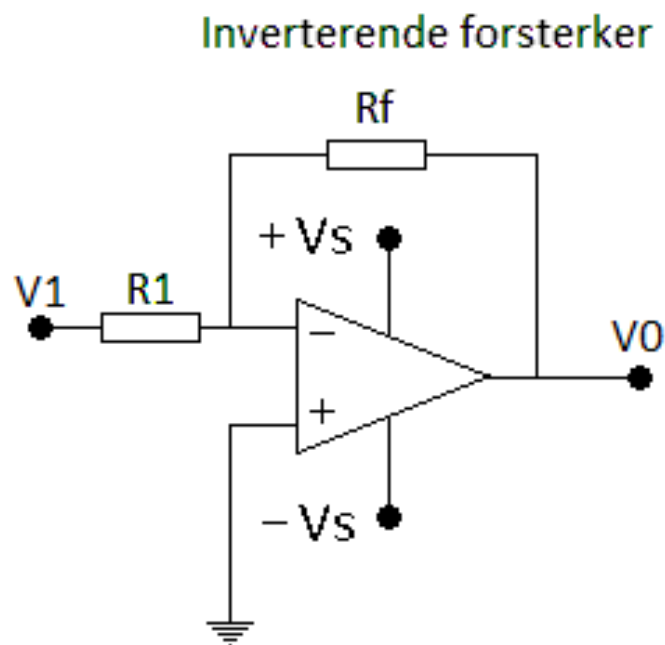 Inverterende forsterker
Rf
+ Vs
V1
R1
−
V0
+
− Vs